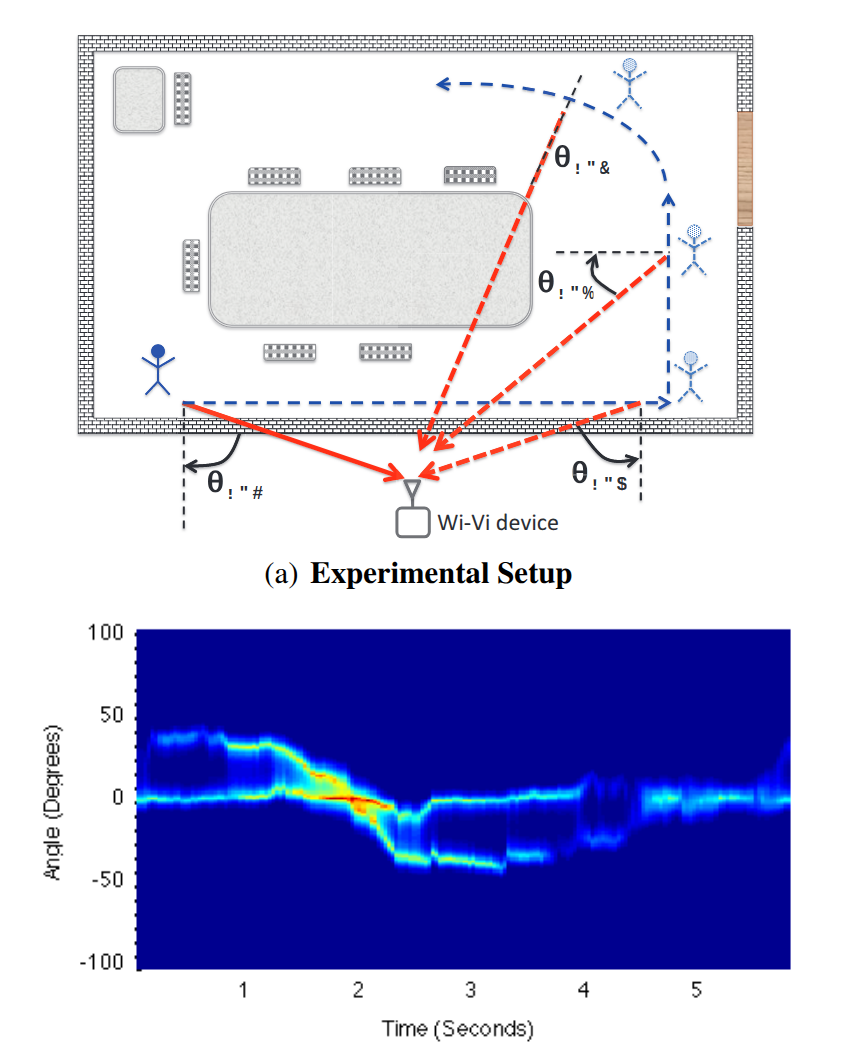 θ!"&
θ!"%
θ!"#
θ!"$
Wi-Vi device
(a) Experimental Setup
100
50
0
-50
-100
Angle (Degrees)
1 2 3 4 5
Time (Seconds)